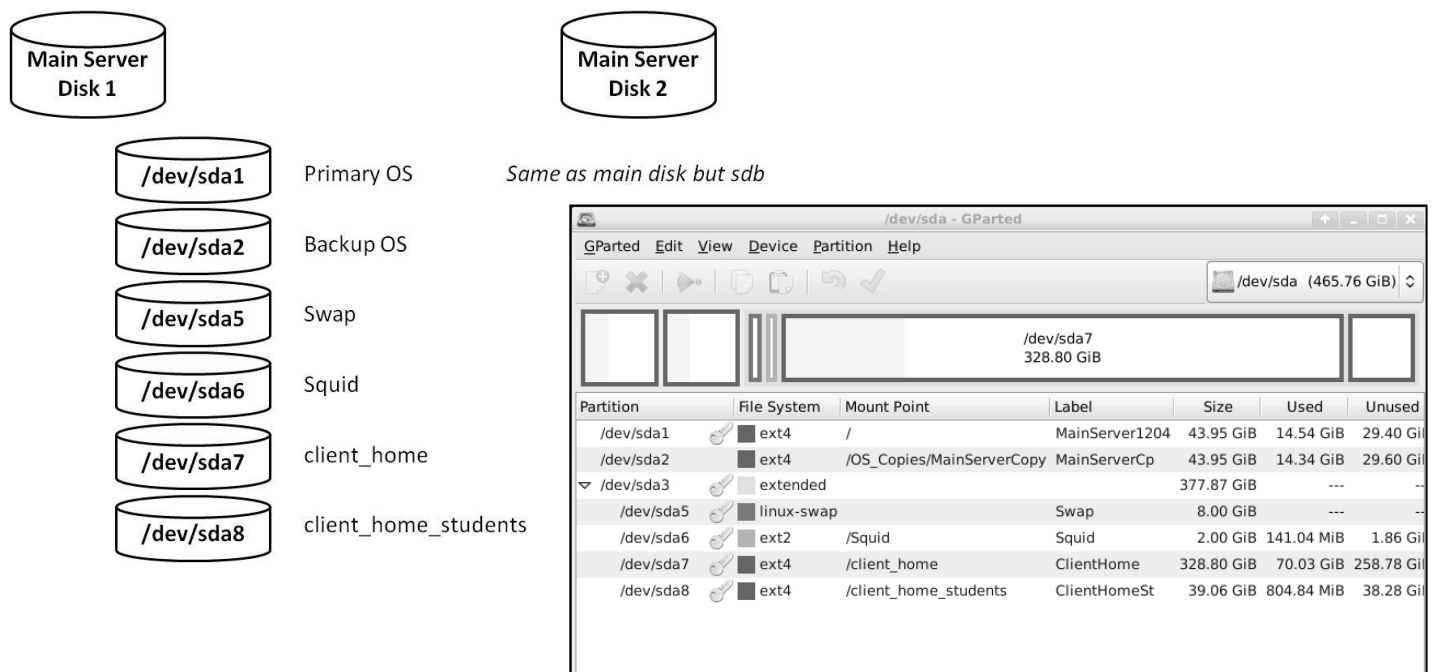 Main Server
Disk 1
Main Server
Disk 2
/dev/sda1 Primary OS Same as main disk but sdb
/dev/sda2 Backup OS
/dev/sda5 Swap
/dev/sda6 Squid
/dev/sda7 client_home
/dev/sda8 client_home_students
/dev/sda - GParted
GParted Edit View Device Partition Help
/dev/sda (465.76 GiB)
/dev/sda7
328.80 GiB
Partition File System Mount Point Label Size Used Unused
/dev/sda1 ext4 / MainServer1204 43.95 GiB 14.54 GiB 29.40 Gi
/dev/sda2 ext4 /OS_Copies/MainServerCopy MainServerCp 43.95 GiB 14.34 GiB 29.60 Gi
/dev/sda3 extended 377.87 GiB --- --
/dev/sda5 linux-swap Swap 8.00 GiB --- --
/dev/sda6 ext2 /Squid Squid 2.00 GiB 141.04 MiB 1.86 Gi
/dev/sda7 ext4 /client_home ClientHome 328.80 GiB 70.03 GiB 258.78 Gi
/dev/sda8 ext4 /client_home_students ClientHomeSt 39.06 GiB 804.84 MiB 38.28 Gi